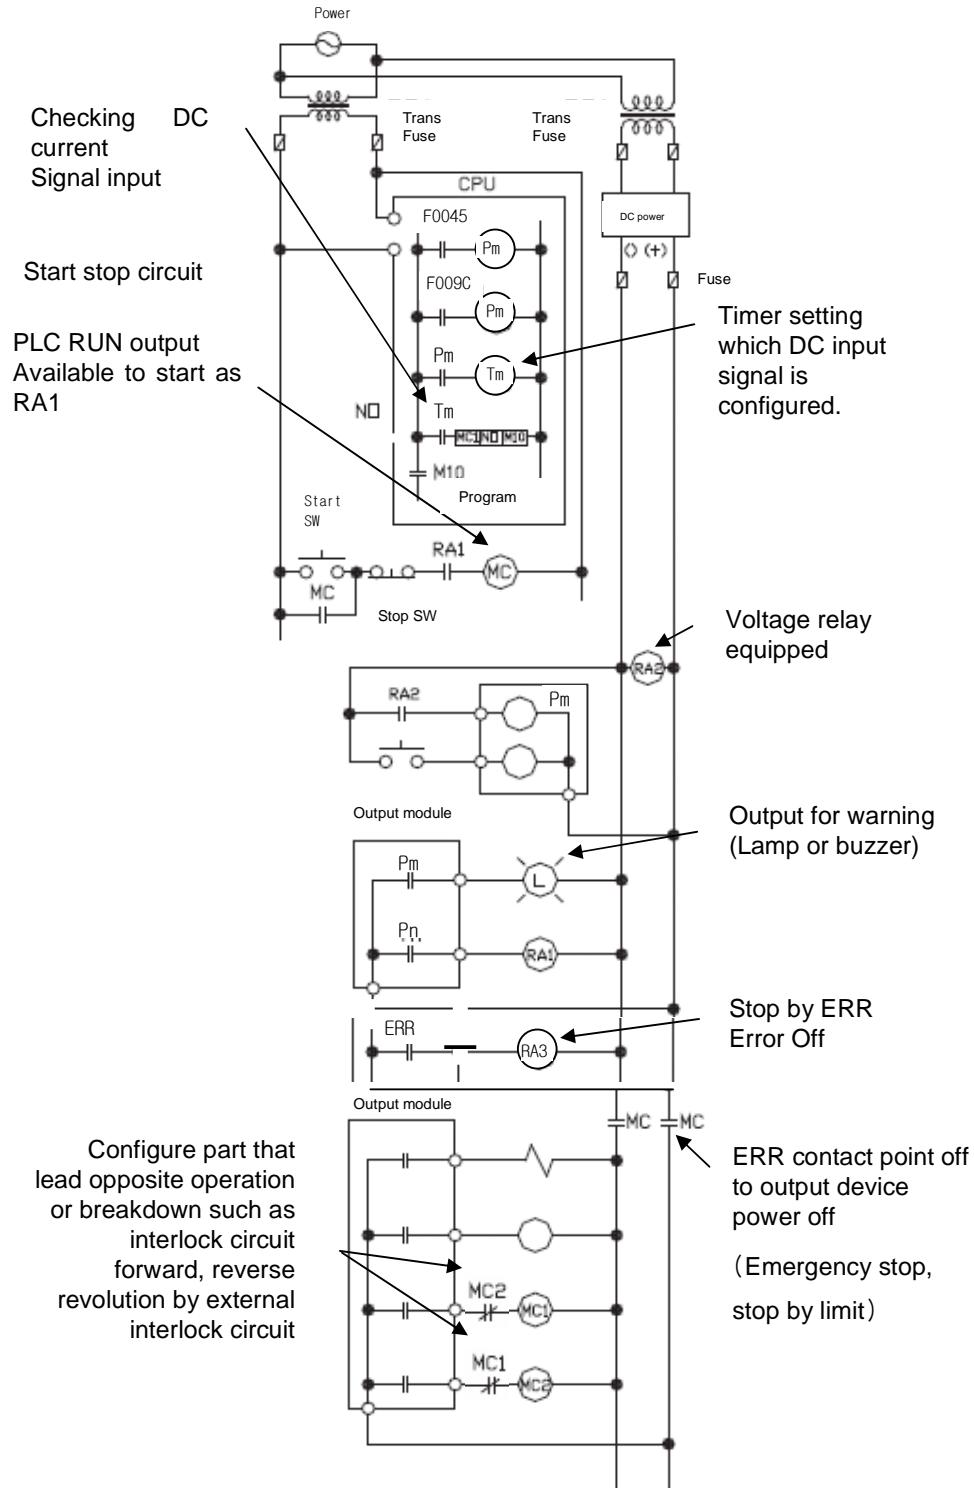 Power
Checking DC
current
Signal input
Trans
Fuse
Trans
Fuse
CPU
F0045
Pm
DC power
(-) (+)
Fuse
Start stop circuit
F009C
Pm
Timer setting
which DC input
signal is
configured.
PLC RUN output
Available to start as
RA1
Pm
Tm
N0
Tm
MC1 N0 M10
M10
Program
Start
SW
RA1
MC
MC
Stop SW
Voltage relay
equipped
RA2
RA2
Pm
Output module
Output for warning
(Lamp or buzzer)
Pm
L
Pn
RA1
Stop by ERR
Error Off
ERR
RA3
Output module
MC
MC
Configure part that
lead opposite operation
or breakdown such as
interlock circuit
forward, reverse
revolution by external
interlock circuit
ERR contact point off
to output device
power off
(Emergency stop,
stop by limit)
MC2
MC1
MC1
MC2